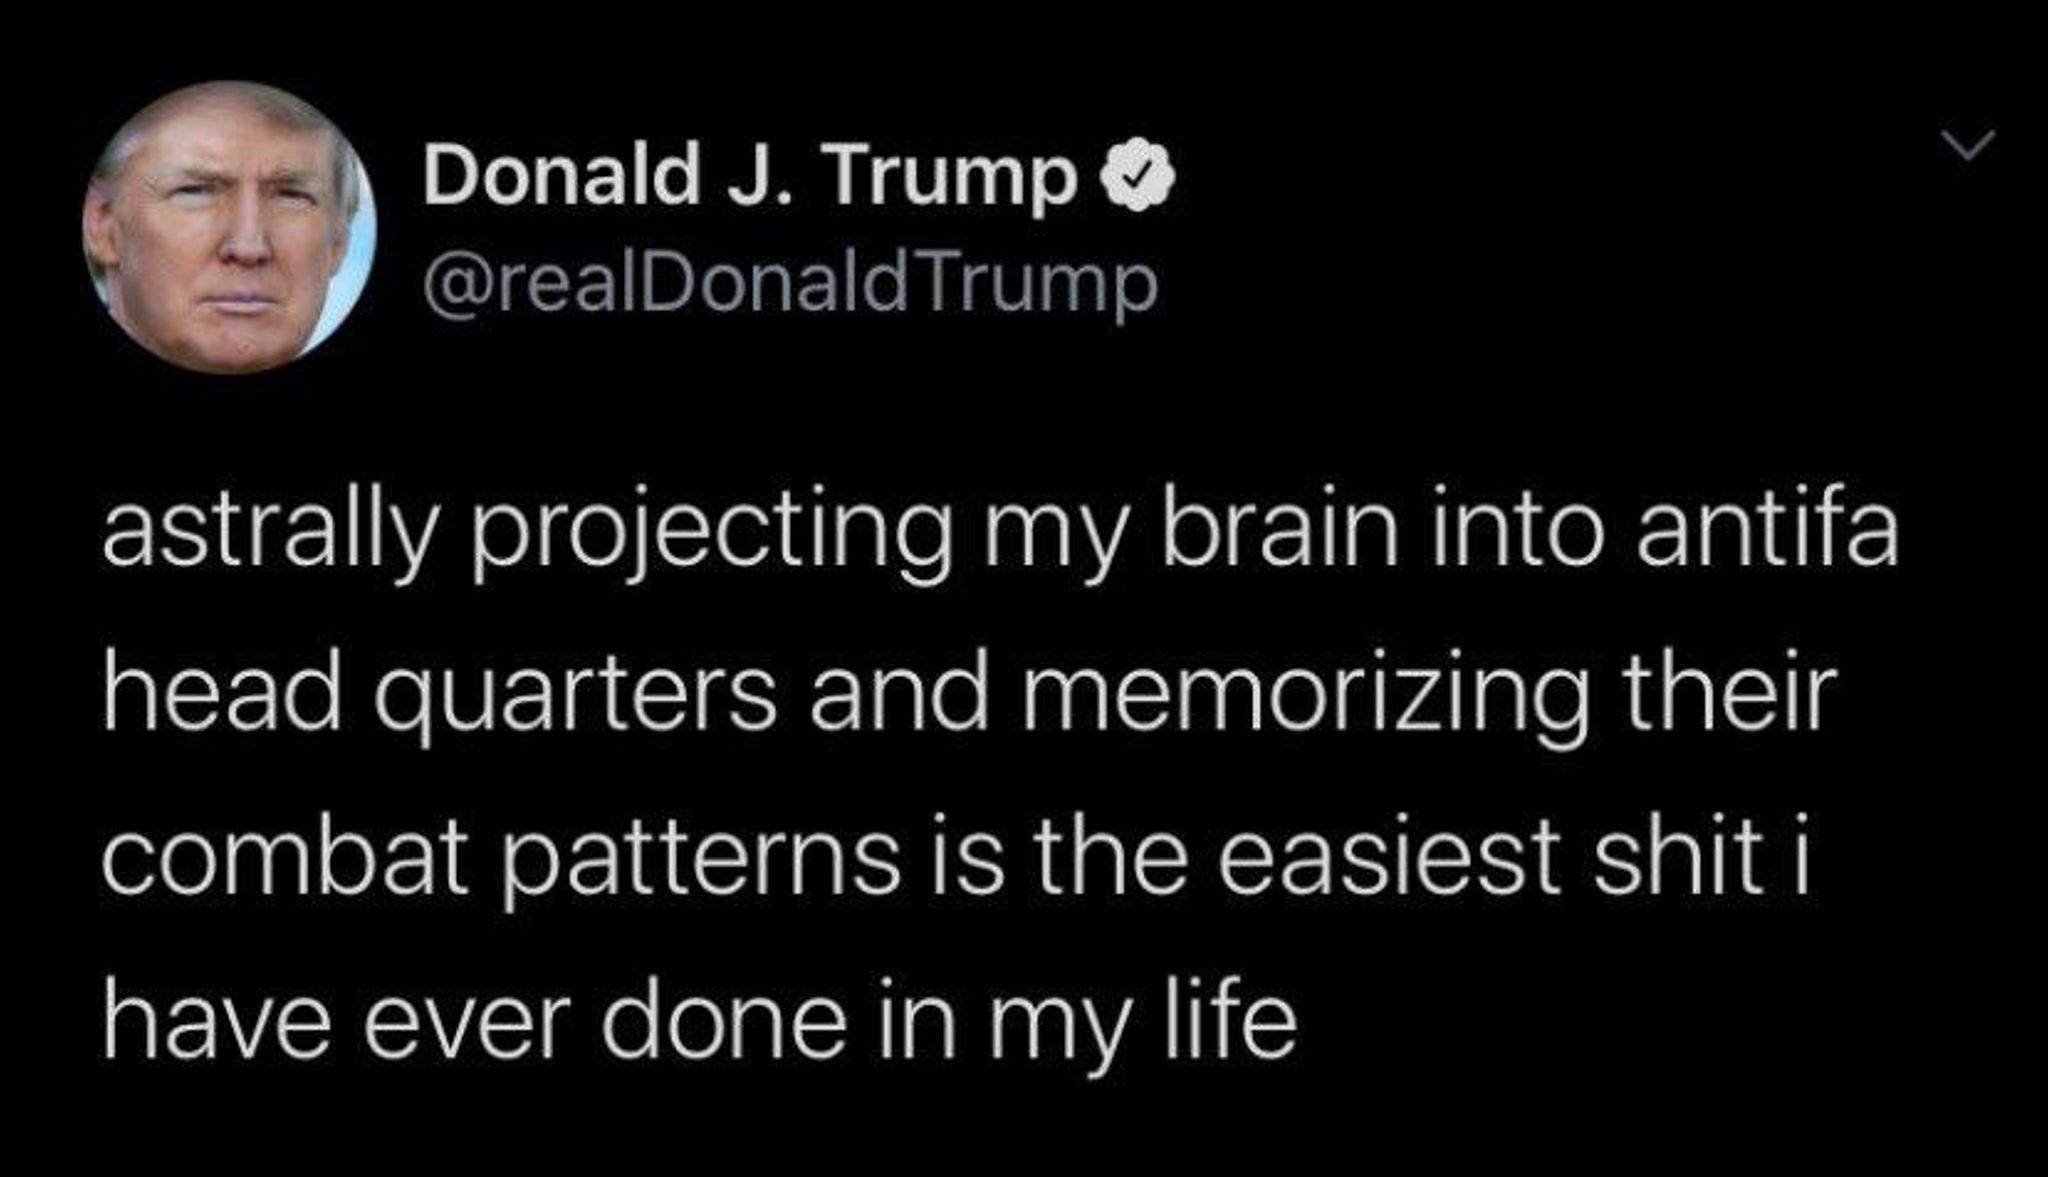 Donald J. Trump
@realDonaldTrump
astrally projecting my brain into antifa
head quarters and memorizing their
combat patterns is the easiest shit i
have ever done in my life